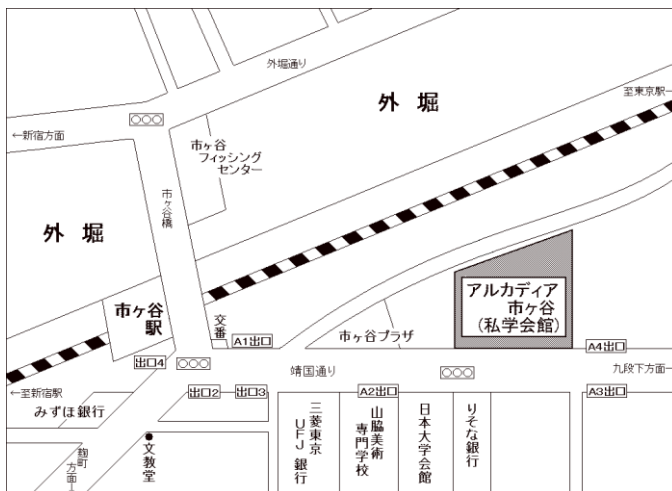 外堀通り
至東京駅→
外 堀
←新宿方面
市ヶ谷
フィッシング
センター
市ヶ谷橋
外 堀
市ヶ谷
駅
交番
アルカディア
市ヶ谷
(私学会館)
A1出口
市ヶ谷プラザ
A4出口
出口4
靖国通り
九段下方面→
←至新宿駅
出口2
出口3
A2出口
A3出口
みずほ銀行
三菱東京
UFJ 銀行
山脇美術
専門学校
日本大学会館
りそな銀行
文教堂
麹町
方面→